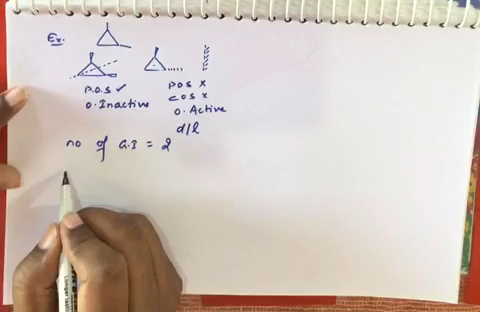 Ex.
P.O.S ✓
O.Inactive
POS X
COS X
O.Active
d/l
no of G.I = 2